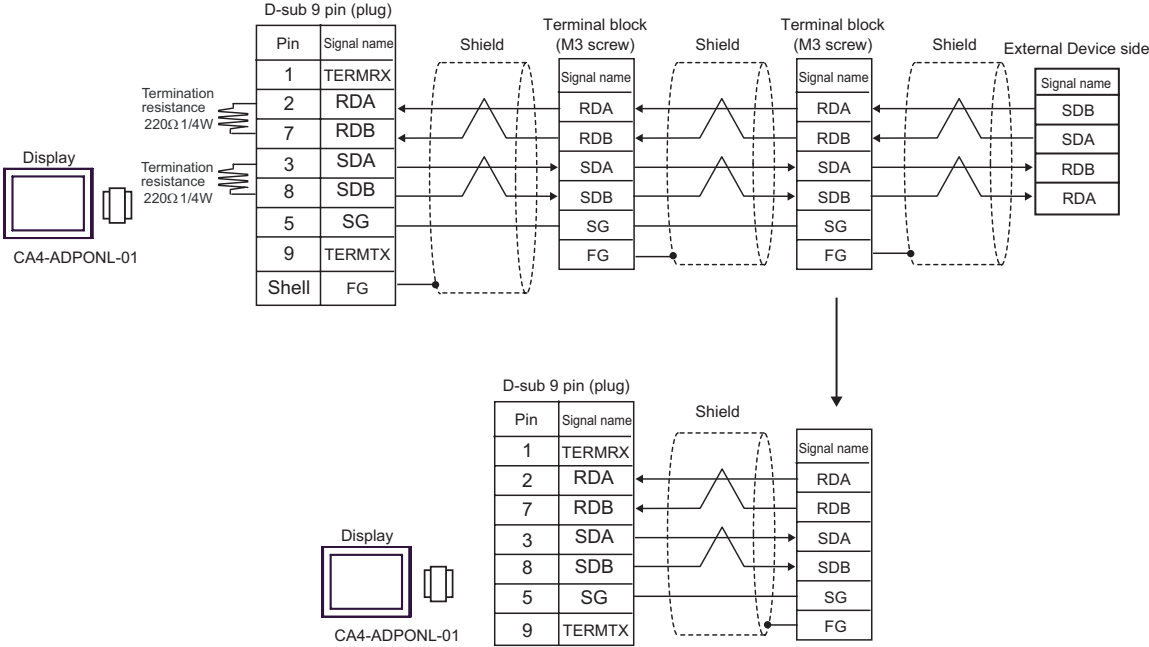 D-sub 9 pin (plug)
Terminal block
(M3 screw)
Terminal block
(M3 screw)
Shield
Shield
Shield
External Device side
Pin Signal name
1 TERMRX
2 RDA
7 RDB
3 SDA
8 SDB
5 SG
9 TERMTX
Shell FG
Termination
resistance
220Ω 1/4W
Termination
resistance
220Ω 1/4W
Display
CA4-ADPONL-01
Signal name
RDA
RDB
SDA
SDB
SG
FG
Signal name
RDA
RDB
SDA
SDB
SG
FG
Signal name
SDB
SDA
RDB
RDA
D-sub 9 pin (plug)
Shield
Pin Signal name
1 TERMRX
2 RDA
7 RDB
3 SDA
8 SDB
5 SG
9 TERMTX
Display
CA4-ADPONL-01
Signal name
RDA
RDB
SDA
SDB
SG
FG